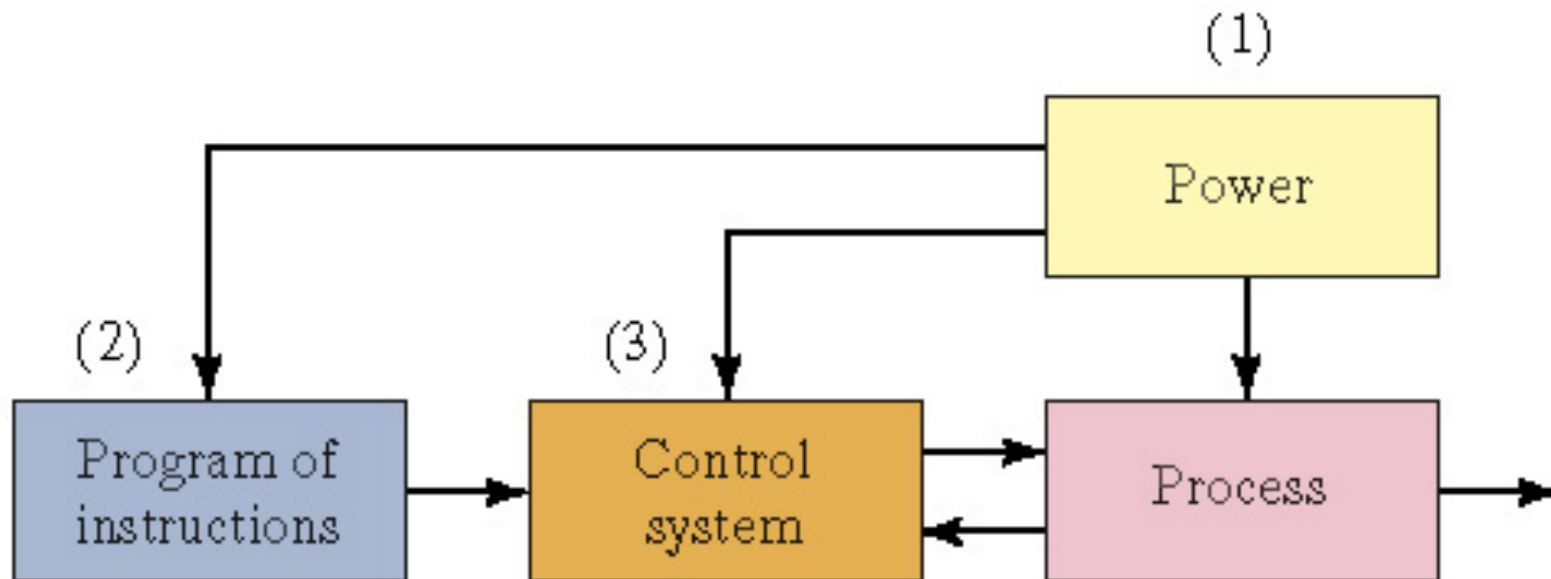 (1)
Power
(2)
(3)
Program of
instructions
Control
system
Process